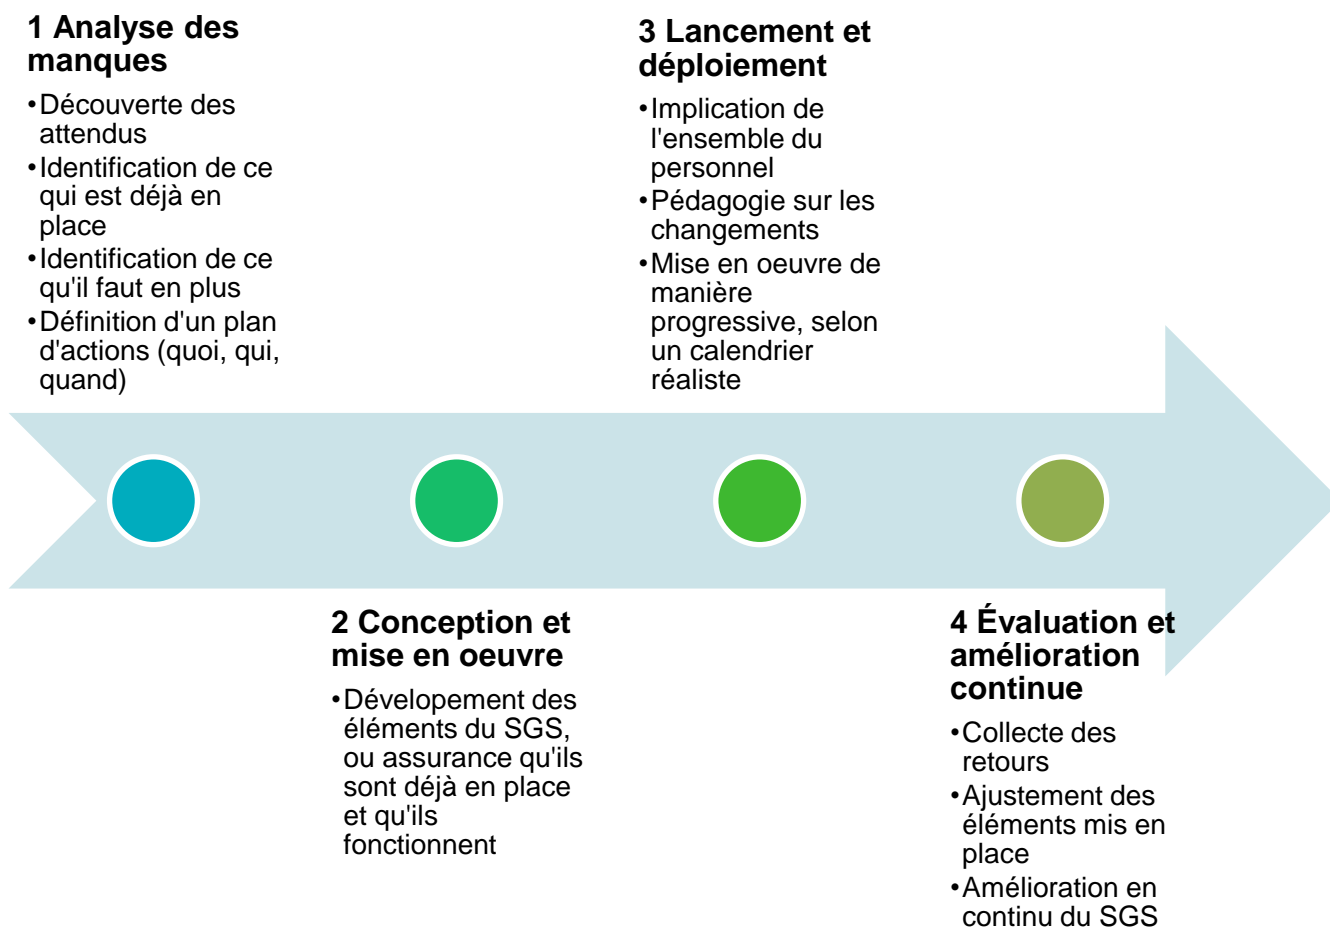 1 Analyse des
manques
•Découverte des
attendus
•Identification de ce
qui est déjà en
place
•Identification de ce
qu'il faut en plus
•Définition d'un plan
d'actions (quoi, qui,
quand)
2 Conception et
mise en oeuvre
•Dévelopement des
éléments du SGS,
ou assurance qu'ils
sont déjà en place
et qu'ils
fonctionnent
3 Lancement et
déploiement
•Implication de
l'ensemble du
personnel
•Pédagogie sur les
changements
•Mise en oeuvre de
manière
progressive, selon
un calendrier
réaliste
4 Évaluation et
amélioration
continue
•Collecte des
retours
•Ajustement des
éléments mis en
place
•Amélioration en
continu du SGS